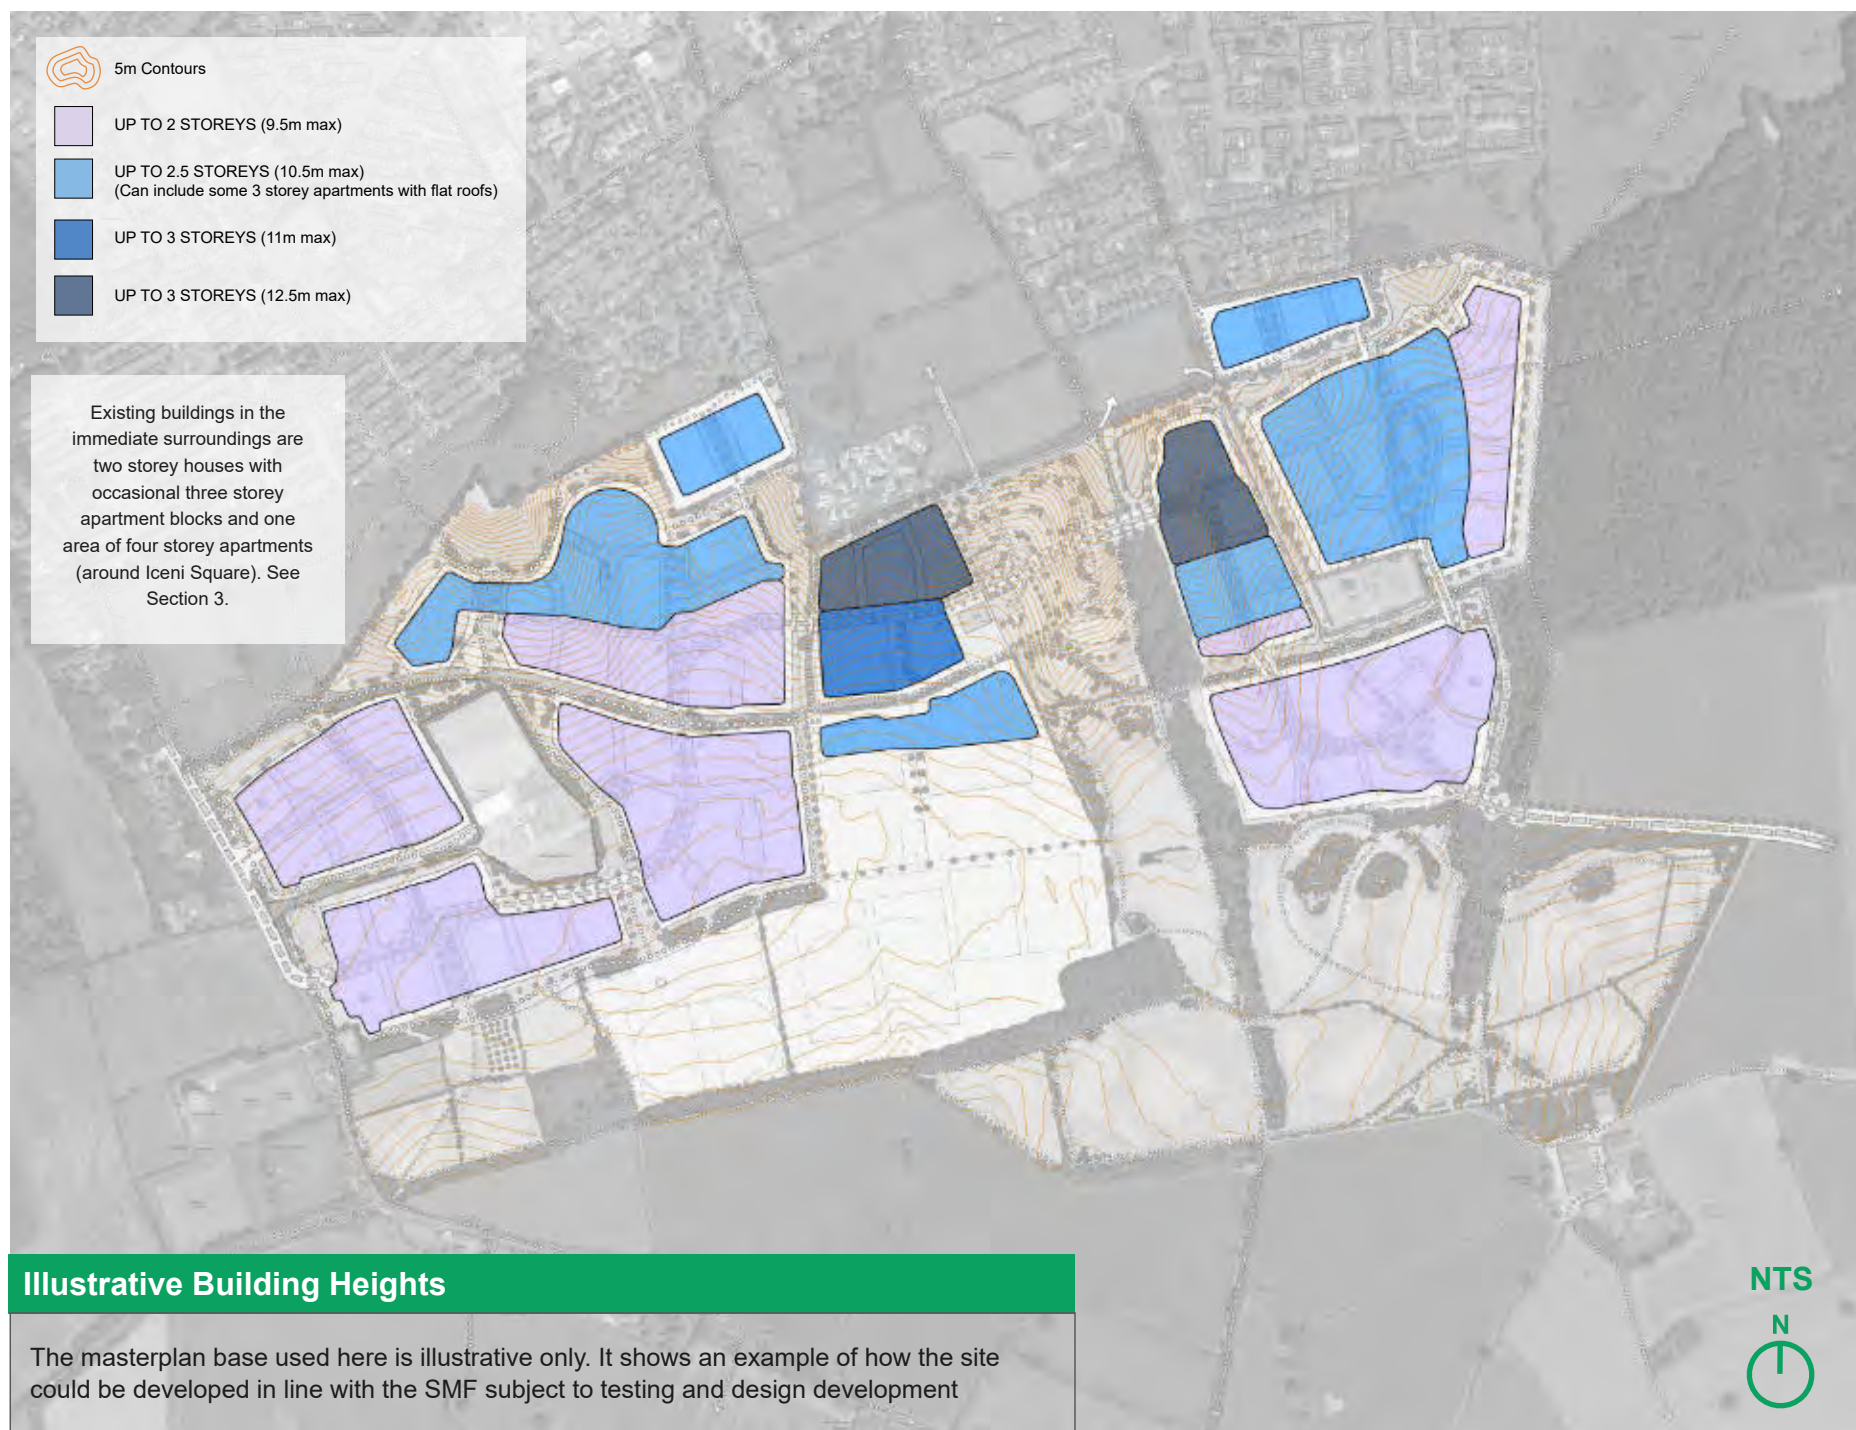 5m Contours
UP TO 2 STOREYS (9.5m max)
UP TO 2.5 STOREYS (10.5m max)
(Can include some 3 storey apartments with flat roofs)
UP TO 3 STOREYS (11m max)
UP TO 3 STOREYS (12.5m max)
Existing buildings in the
immediate surroundings are
two storey houses with
occasional three storey
apartment blocks and one
area of four storey apartments
(around Iceni Square). See
Section 3.
Illustrative Building Heights
The masterplan base used here is illustrative only. It shows an example of how the site
could be developed in line with the SMF subject to testing and design development
NTS
N